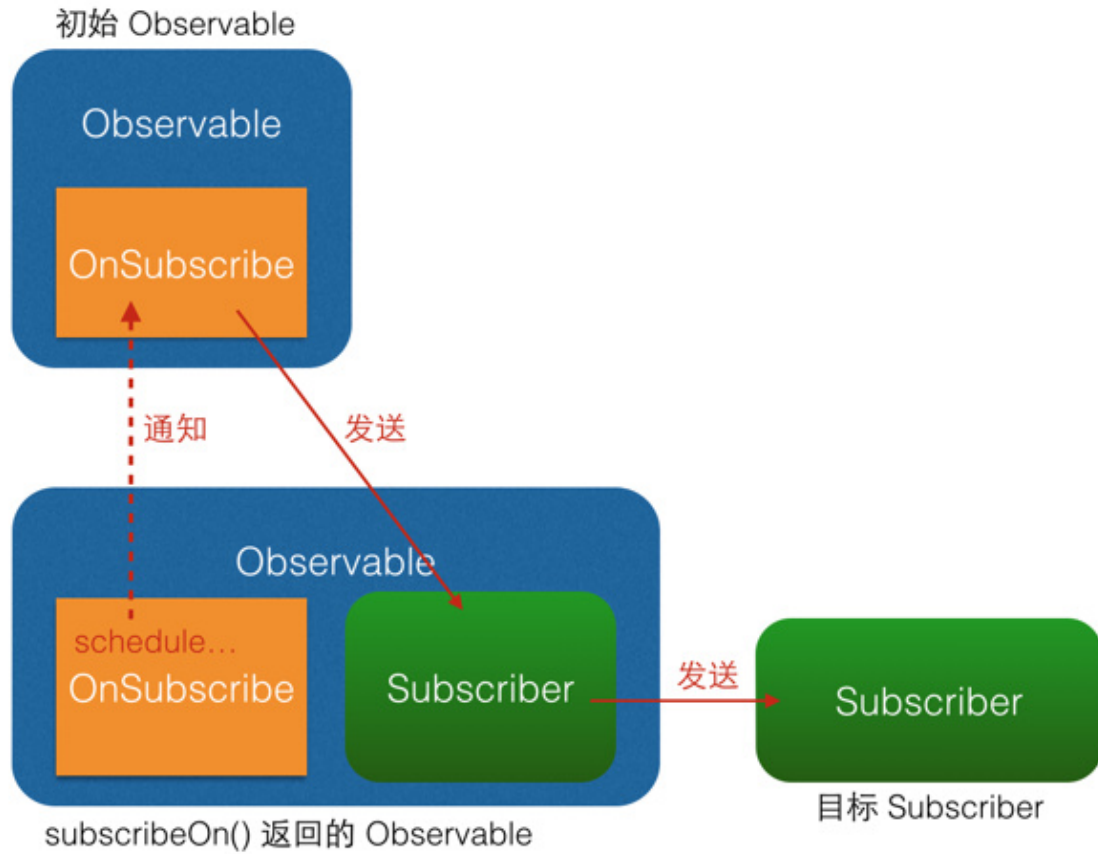 初始 Observable
Observable
OnSubscribe
通知
发送
Observable
schedule...
OnSubscribe
Subscriber
发送
Subscriber
目标 Subscriber
subscribeOn() 返回的 Observable